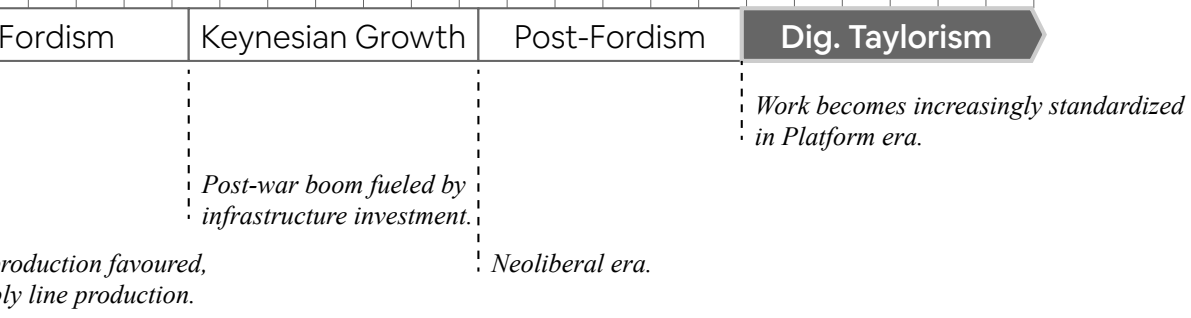 Fordism
Keynesian Growth
Post-Fordism
Dig. Taylorism
Work becomes increasingly standardized
in Platform era.
Post-war boom fueled by
infrastructure investment.
production favoured,
line production.
Neoliberal era.